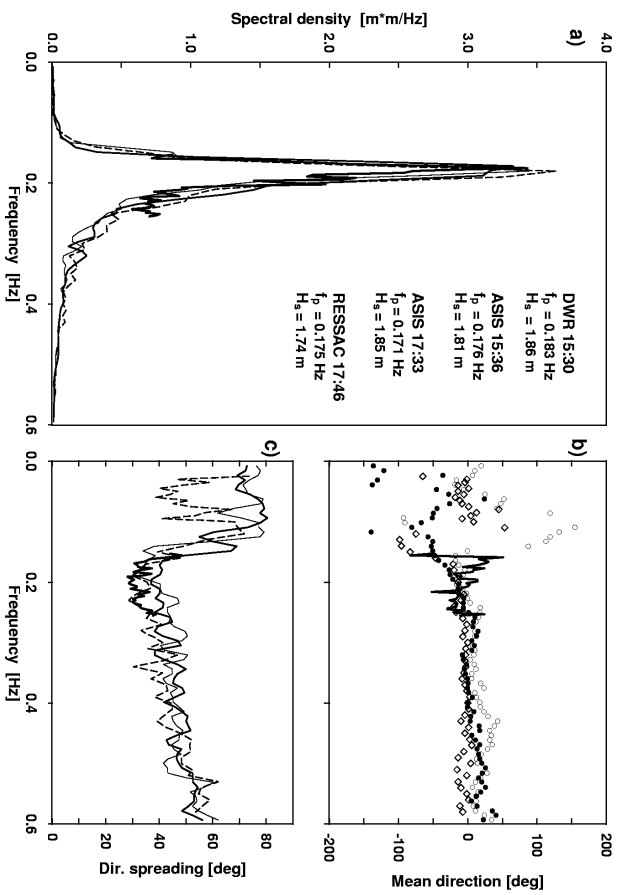 a)
Spectral density [m*m/Hz]
4.0
3.0
2.0
1.0
0.0
DWR 15:30
fp = 0.183 Hz
Hs = 1.86 m
ASIS 15:36
fp = 0.176 Hz
Hs = 1.81 m
ASIS 17:33
fp = 0.171 Hz
Hs = 1.85 m
RESSAC 17:46
fp = 0.175 Hz
Hs = 1.74 m
0.0 0.2 0.4 0.6
Frequency [Hz]
b)
Mean direction [deg]
200
100
0
-100
-200
c)
Dir. spreading [deg]
80
60
40
20
0
0.0 0.2 0.4 0.6
Frequency [Hz]